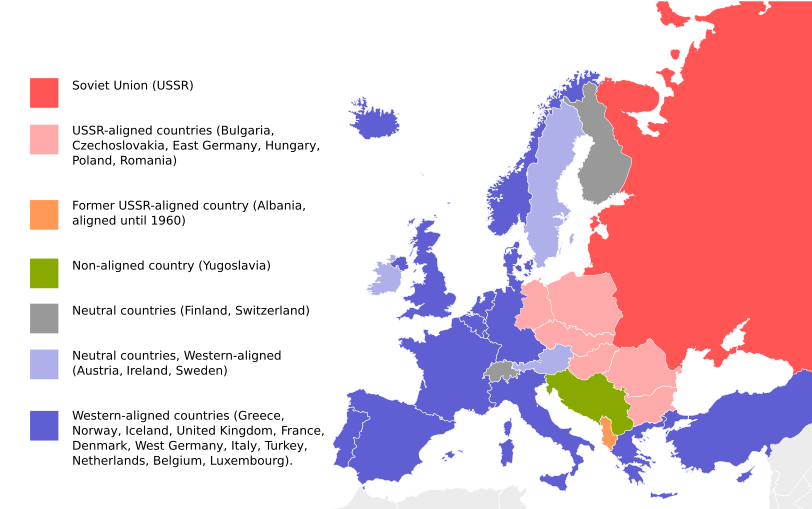 Soviet Union (USSR)
USSR-aligned countries (Bulgaria,
Czechoslovakia, East Germany, Hungary,
Poland, Romania)
Former USSR-aligned country (Albania,
aligned until 1960)
Non-aligned country (Yugoslavia)
Neutral countries (Finland, Switzerland)
Neutral countries, Western-aligned
(Austria, Ireland, Sweden)
Western-aligned countries (Greece,
Norway, Iceland, United Kingdom, France,
Denmark, West Germany, Italy, Turkey,
Netherlands, Belgium, Luxembourg).